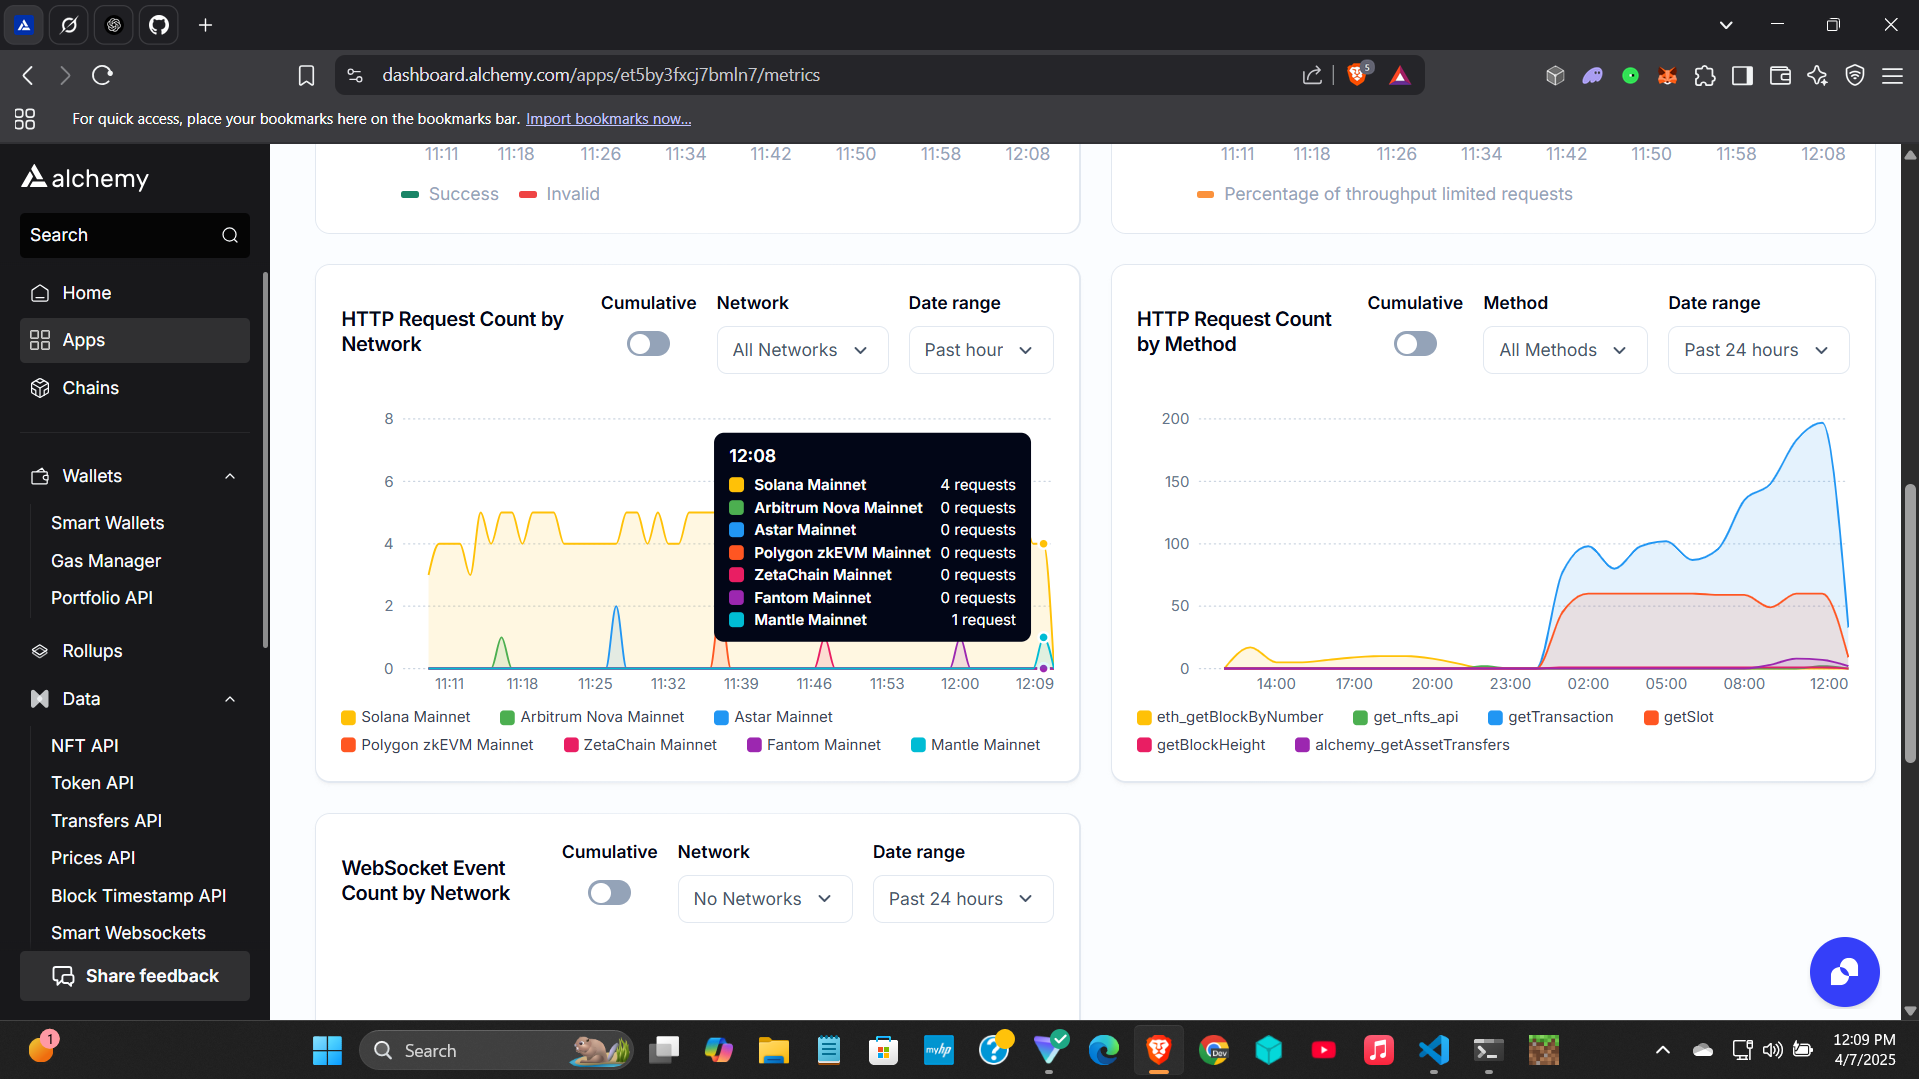 dashboard.alchemy.com/apps/et5by3fxcj7bmln7/metrics
5
For quick access, place your bookmarks here on the bookmarks bar. Import bookmarks now...
alchemy
Search
Home
Apps
Chains
Wallets
Smart Wallets
Gas Manager
Portfolio API
Rollups
Data
NFT API
Token API
Transfers API
Prices API
Block Timestamp API
Smart Websockets
Share feedback
11:11 11:18 11:26 11:34 11:42 11:50 11:58 12:08
Success Invalid
11:11 11:18 11:26 11:34 11:42 11:50 11:58 12:08
Percentage of throughput limited requests
HTTP Request Count by
Network
Cumulative Network Date range
All Networks Past hour
8
6
4
2
0
12:08
Solana Mainnet 4 requests
Arbitrum Nova Mainnet 0 requests
Astar Mainnet 0 requests
Polygon zkEVM Mainnet 0 requests
ZetaChain Mainnet 0 requests
Fantom Mainnet 0 requests
Mantle Mainnet 1 request
11:11 11:18 11:25 11:32 11:39 11:46 11:53 12:00 12:09
Solana Mainnet Arbitrum Nova Mainnet Astar Mainnet
Polygon zkEVM Mainnet ZetaChain Mainnet Fantom Mainnet Mantle Mainnet
HTTP Request Count
by Method
Cumulative Method Date range
All Methods Past 24 hours
200
150
100
50
0
14:00 17:00 20:00 23:00 02:00 05:00 08:00 12:00
eth_getBlockByNumber get_nfts_api getTransaction getSlot
getBlockHeight alchemy_getAssetTransfers
WebSocket Event
Count by Network
Cumulative Network Date range
No Networks Past 24 hours
1
Search
myhp
Dev
12:09 PM
4/7/2025